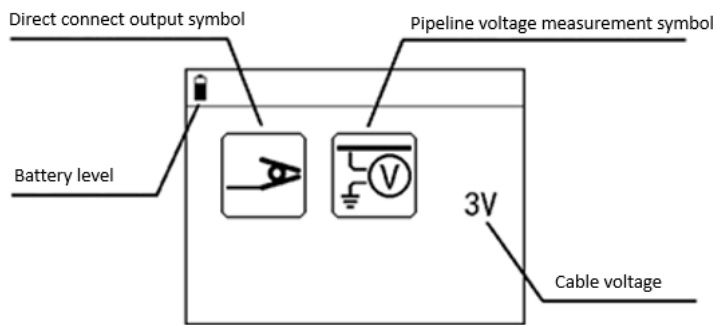 Direct connect output symbol
Pipeline voltage measurement symbol
Battery level
V
3V
Cable voltage